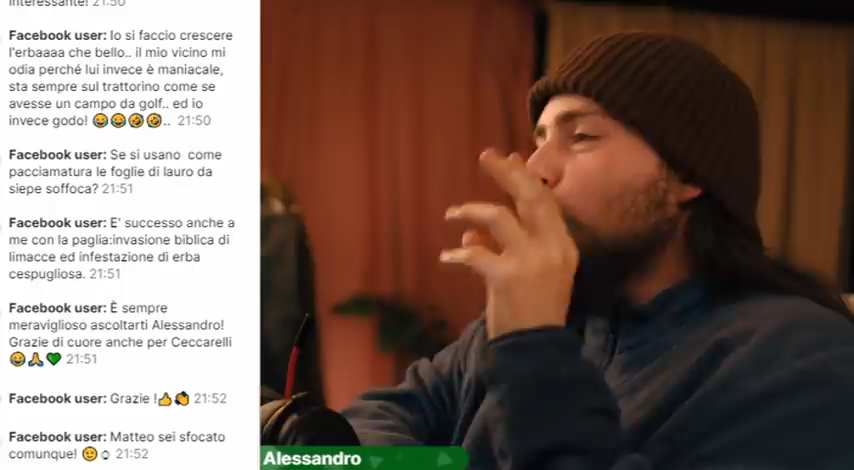 interessante! 21:50
Facebook user: Io si faccio crescere
l'erbaaaa che bello.. il mio vicino mi
odia perché lui invece è maniacale,
sta sempre sul trattorino come se
avesse un campo da golf.. ed io
invece godo! 😂😂🤣🤣.. 21:50
Facebook user: Se si usano come
pacciamatura le foglie di lauro da
siepe soffoca? 21:51
Facebook user: E' successo anche a
me con la paglia:invasione biblica di
limacce ed infestazione di erba
cespugliosa. 21:51
Facebook user: È sempre
meraviglioso ascoltarti Alessandro!
Grazie di cuore anche per Ceccarelli
😂🙏💚 21:51
Facebook user: Grazie !👍👏 21:52
Facebook user: Matteo sei sfocato
comunque! 🙂☺ 21:52
Alessandro